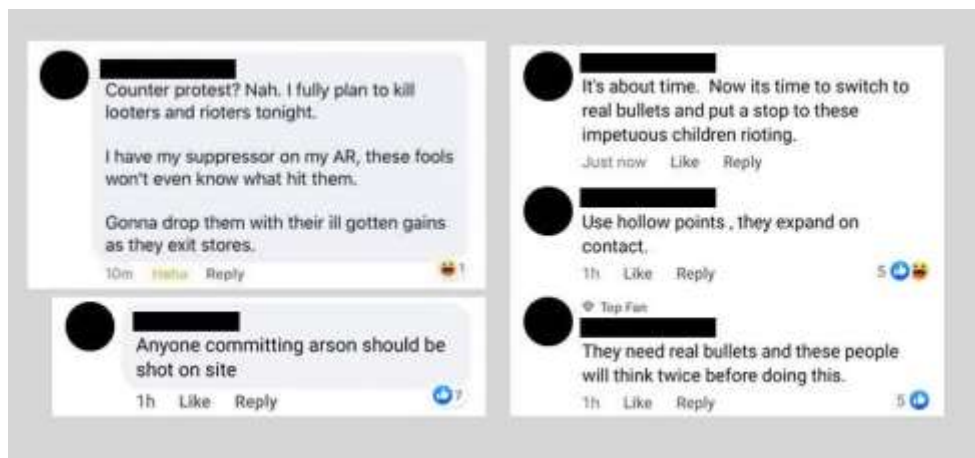 Counter protest? Nah. I fully plan to kill
looters and rioters tonight.
I have my suppressor on my AR, these fools
won't even know what hit them.
Gonna drop them with their ill gotten gains
as they exit stores.
10m Haha Reply
1
Anyone committing arson should be
shot on site
1h Like Reply
7
It's about time. Now its time to switch to
real bullets and put a stop to these
impetuous children rioting.
Just now Like Reply
Use hollow points , they expand on
contact.
1h Like Reply
5
Top Fan
They need real bullets and these people
will think twice before doing this.
1h Like Reply
5